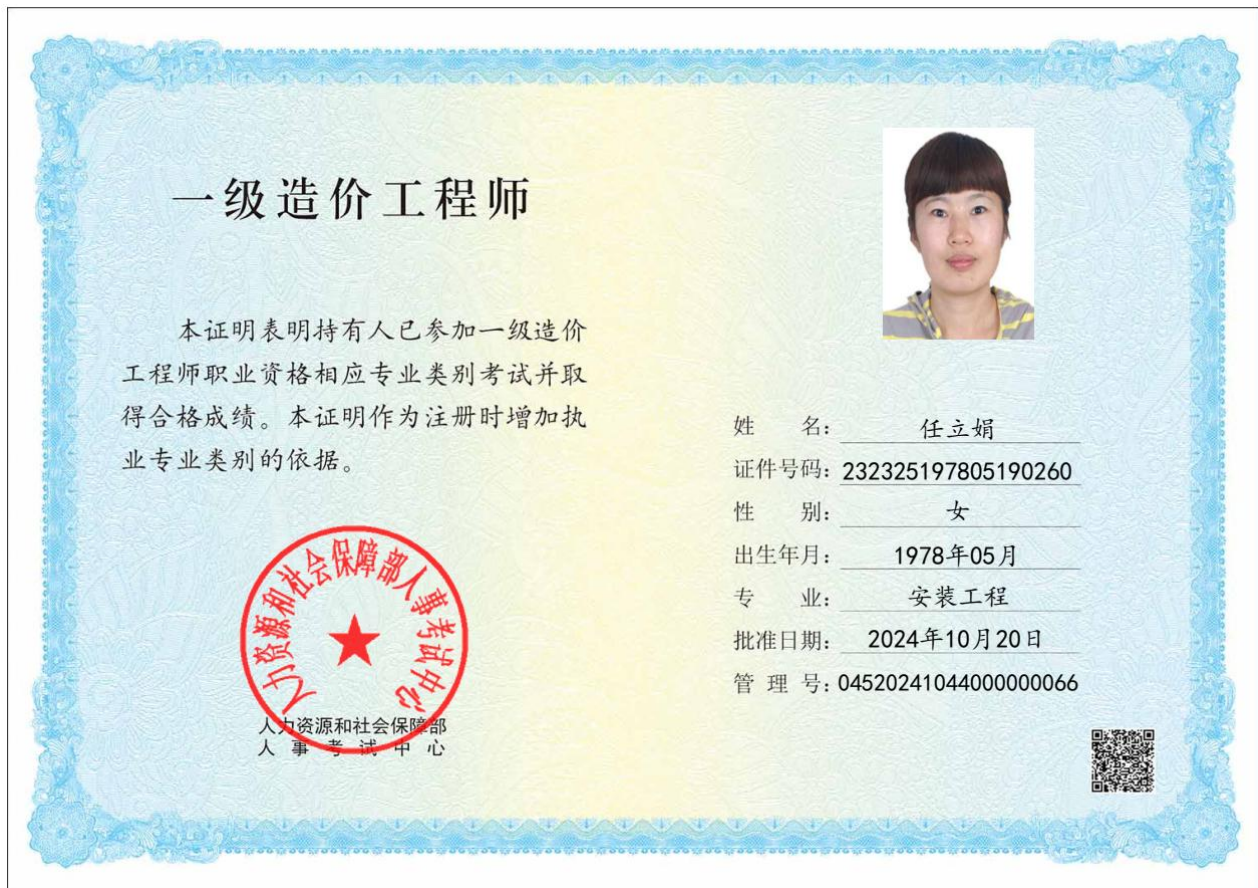 一级造价工程师
本证明表明持有人已参加一级造价
工程师职业资格相应专业类别考试并取
得合格成绩。本证明作为注册时增加执
业专业类别的依据。
人力资源和社会保障部人事考试中心
人力资源和社会保障部
人事考试中心
姓 名: 任立娟
证件号码: 232325197805190260
性 别: 女
出生年月: 1978年05月
专 业: 安装工程
批准日期: 2024年10月20日
管 理 号: 04520241044000000066